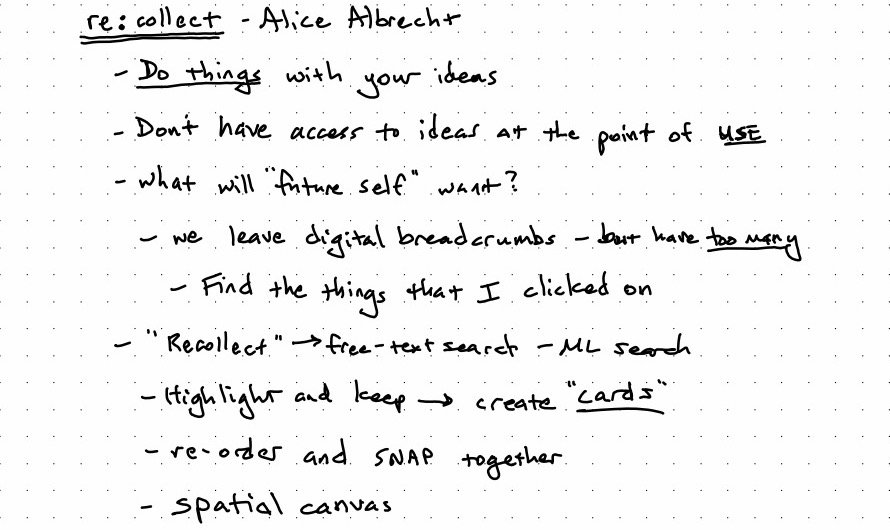 re: collect - Alice Albrecht
- Do things with your ideas
- Don't have access to ideas at the point of USE
- what will "future self" want?
- we leave digital breadcrumbs - but have too many
- Find the things that I clicked on
- "Recollect" → free-text search - ML search
- Highlight and keep → create "cards"
- re-order and SNAP together
- spatial canvas